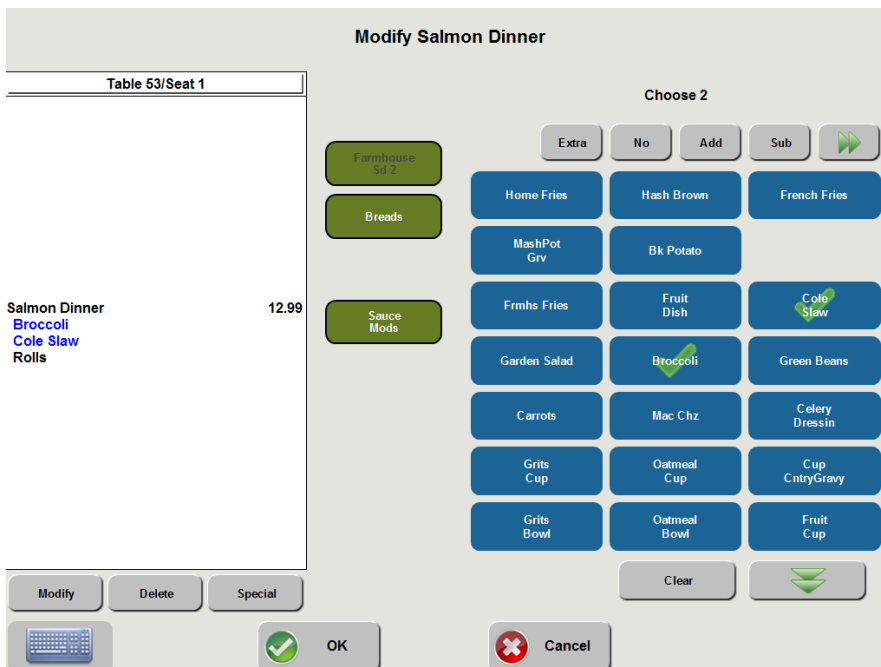 Modify Salmon Dinner
Table 53/Seat 1
Salmon Dinner 12.99
Broccoli
Cole Slaw
Rolls
Modify Delete Special
Farmhouse
Sd 2
Breads
Sauce
Mods
Choose 2
Extra No Add Sub
Home Fries Hash Brown French Fries
MashPot
Grv
Bk Potato
Frmhs Fries
Fruit
Dish
Cole
Slaw
Garden Salad Broccoli Green Beans
Carrots Mac Chz
Celery
Dressin
Grits
Cup
Oatmeal
Cup
Cup
CntryGravy
Grits
Bowl
Oatmeal
Bowl
Fruit
Cup
Clear
OK Cancel